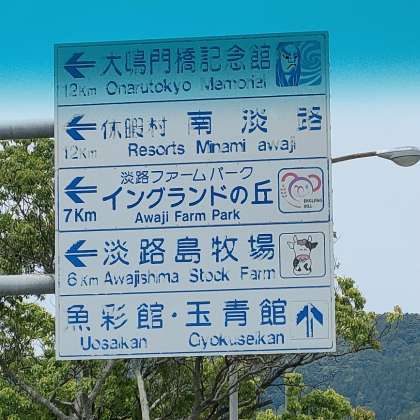 大鳴門橋記念館
12Km Onarutokyo Memorial
休暇村 南淡路
12Km Resorts Minami awaji
淡路ファームパーク
イングランドの丘
7Km Awaji Farm Park
ENGLAND HILL
淡路島牧場
6Km Awajishima Stock Farm
魚彩館・玉青館
Uosaikan Gyokuseikan